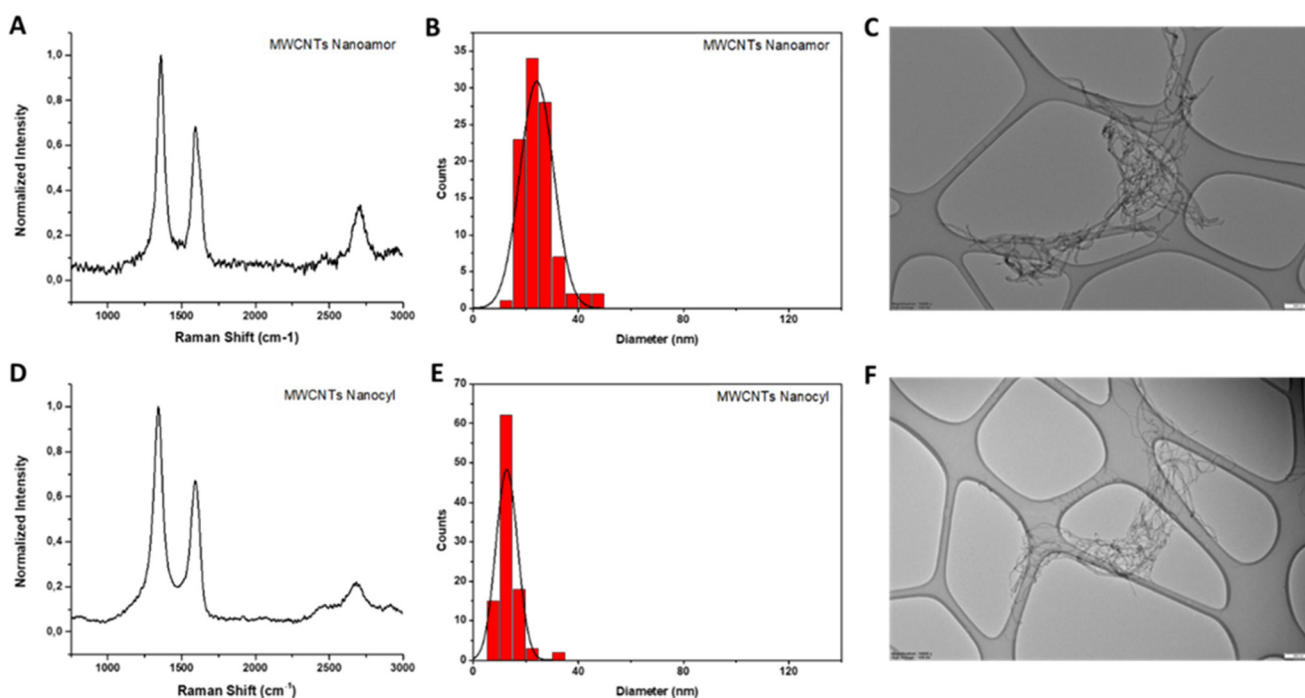 A
MWCNTs Nanoamor
1,0
0,8
0,6
0,4
0,2
0,0
Normalized Intensity
1000 1500 2000 2500 3000
Raman Shift (cm-1)
B
MWCNTs Nanoamor
35
30
25
20
15
10
5
0
Counts
0 40 80 120
Diameter (nm)
C
D
MWCNTs Nanocyl
1,0
0,8
0,6
0,4
0,2
0,0
Normalized Intensity
1000 1500 2000 2500 3000
Raman Shift (cm⁻¹)
E
MWCNTs Nanocyl
70
60
50
40
30
20
10
0
Counts
0 40 80 120
Diameter (nm)
F